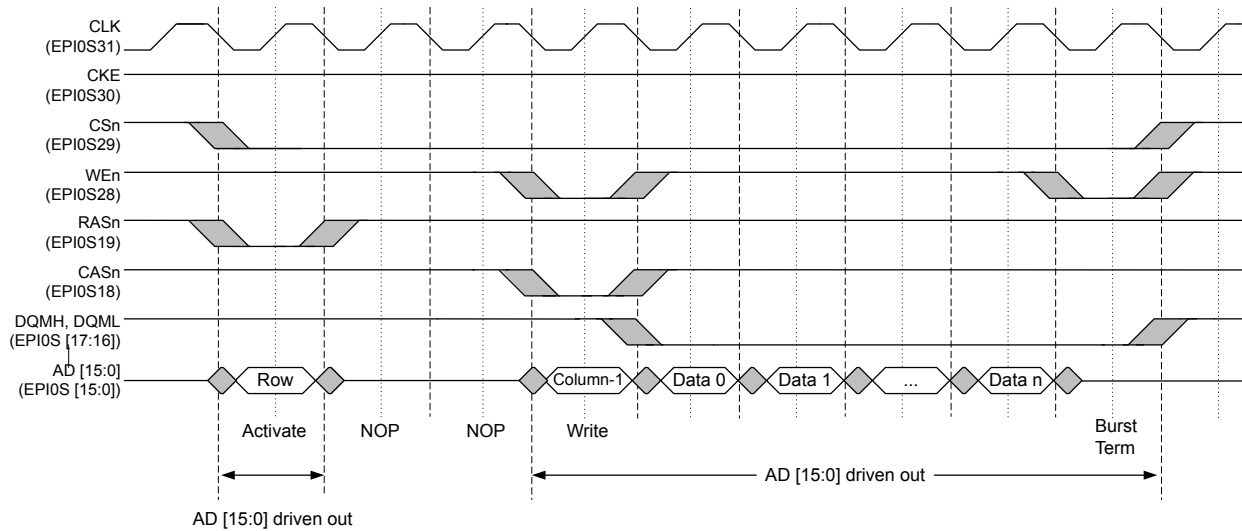 CLK
(EPI0S31)
CKE
(EPI0S30)
CSn
(EPI0S29)
WEn
(EPI0S28)
RASn
(EPI0S19)
CASn
(EPI0S18)
DQMH, DQML
(EPI0S [17:16])
AD [15:0]
(EPI0S [15:0])
Row
Column-1
Data 0
Data 1
...
Data n
Activate
NOP
NOP
Write
Burst
Term
AD [15:0] driven out
AD [15:0] driven out